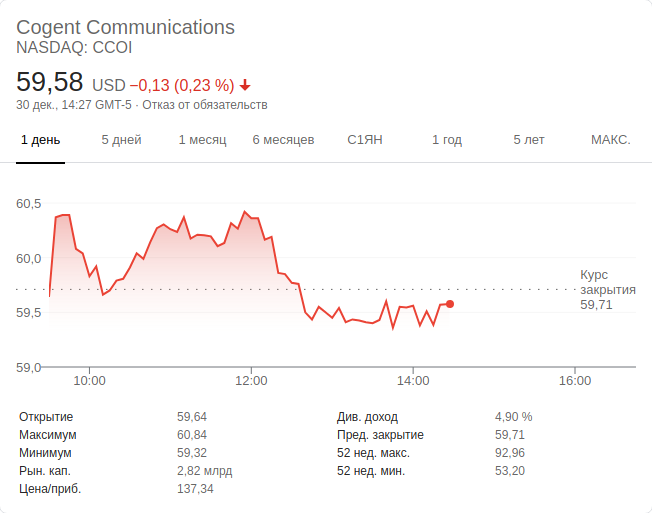 Cogent Communications
NASDAQ: CCOI
59,58 USD −0,13 (0,23 %)
30 дек., 14:27 GMT-5 · Отказ от обязательств
1 день 5 дней 1 месяц 6 месяцев С1ЯН 1 год 5 лет МАКС.
60,5
60,0
59,5
59,0
Курс
закрытия
59,71
10:00 12:00 14:00 16:00
Открытие 59,64 Див. доход 4,90 %
Максимум 60,84 Пред. закрытие 59,71
Минимум 59,32 52 нед. макс. 92,96
Рын. кап. 2,82 млрд 52 нед. мин. 53,20
Цена/приб. 137,34